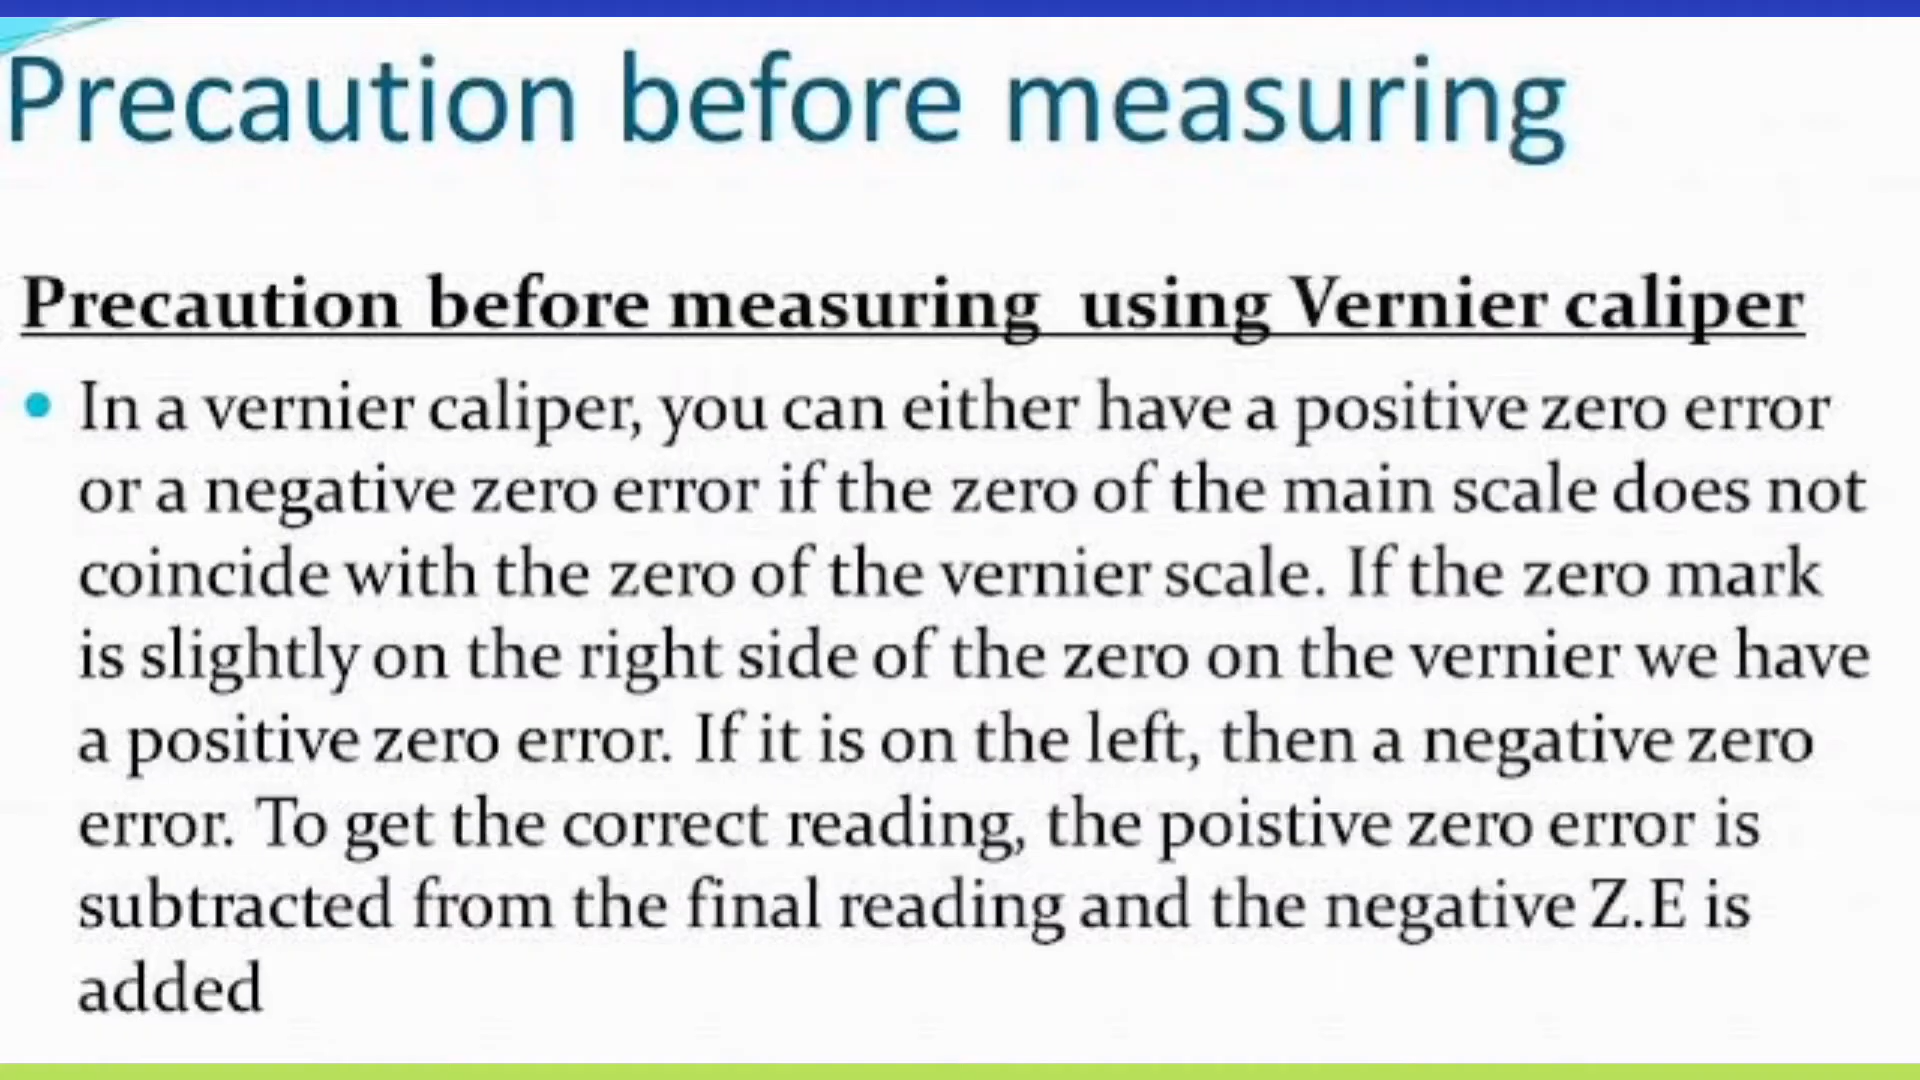 Precaution before measuring
Precaution before measuring using Vernier caliper
• In a vernier caliper, you can either have a positive zero error
or a negative zero error if the zero of the main scale does not
coincide with the zero of the vernier scale. If the zero mark
is slightly on the right side of the zero on the vernier we have
a positive zero error. If it is on the left, then a negative zero
error. To get the correct reading, the poistive zero error is
subtracted from the final reading and the negative Z.E is
added